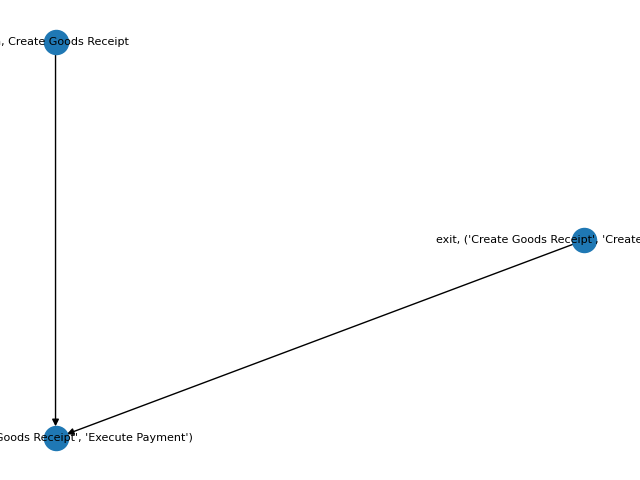 , Create Goods Receipt
exit, ('Create Goods Receipt', 'Create
Goods Receipt', 'Execute Payment')